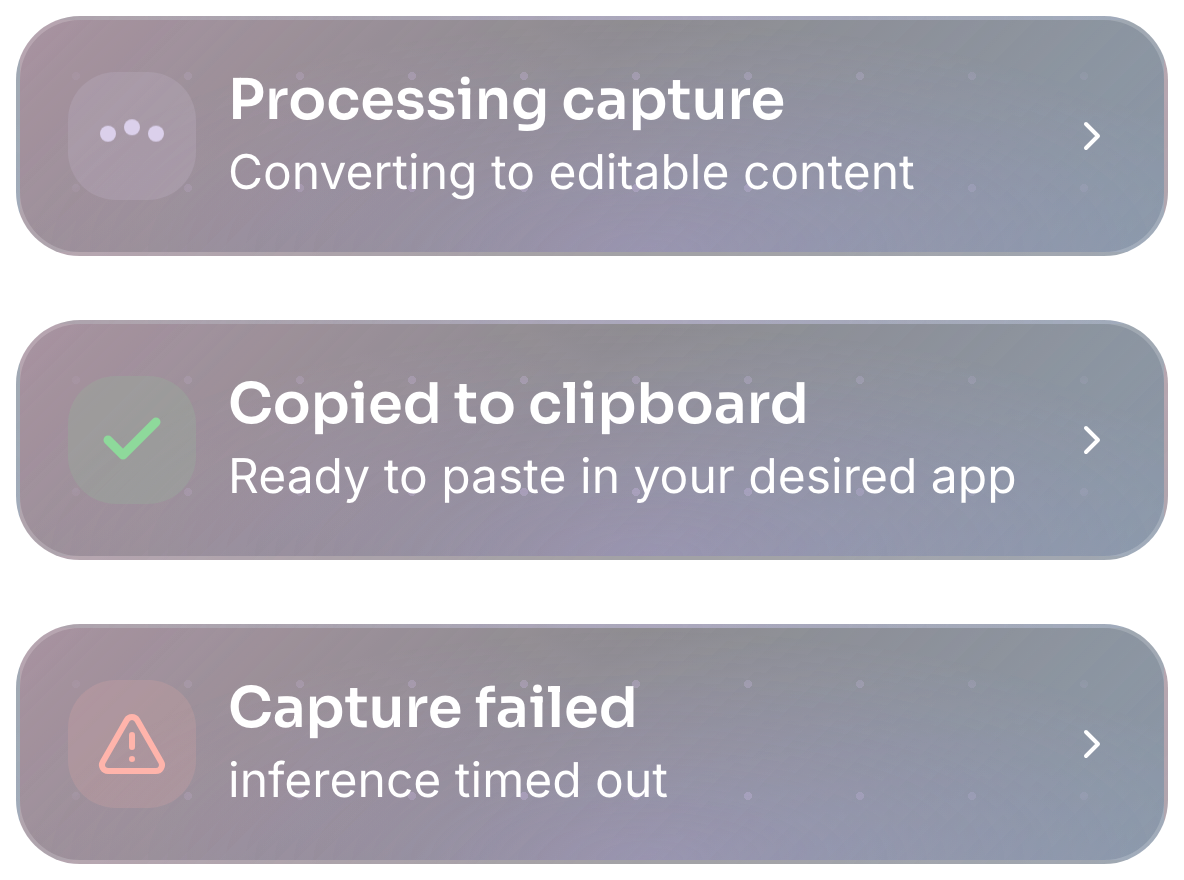 Processing capture
Converting to editable content
Copied to clipboard
Ready to paste in your desired app
Capture failed
inference timed out